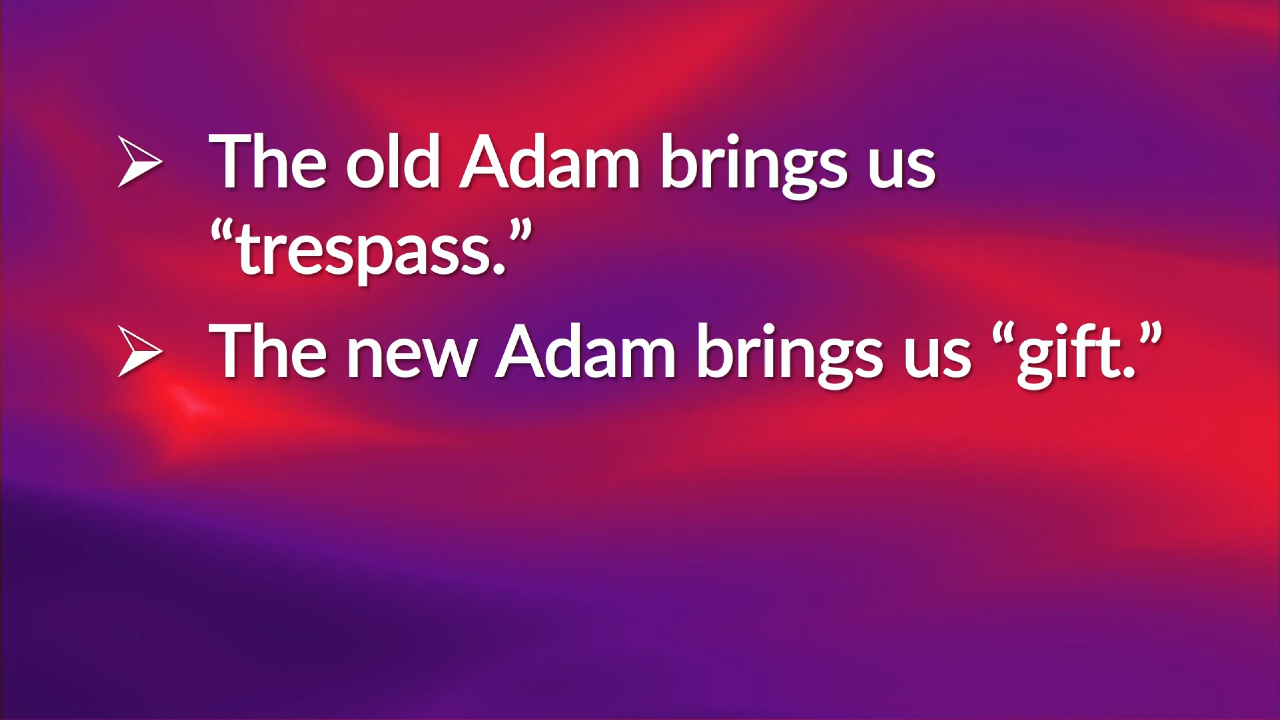 ➢ The old Adam brings us
“trespass.”
➢ The new Adam brings us “gift.”